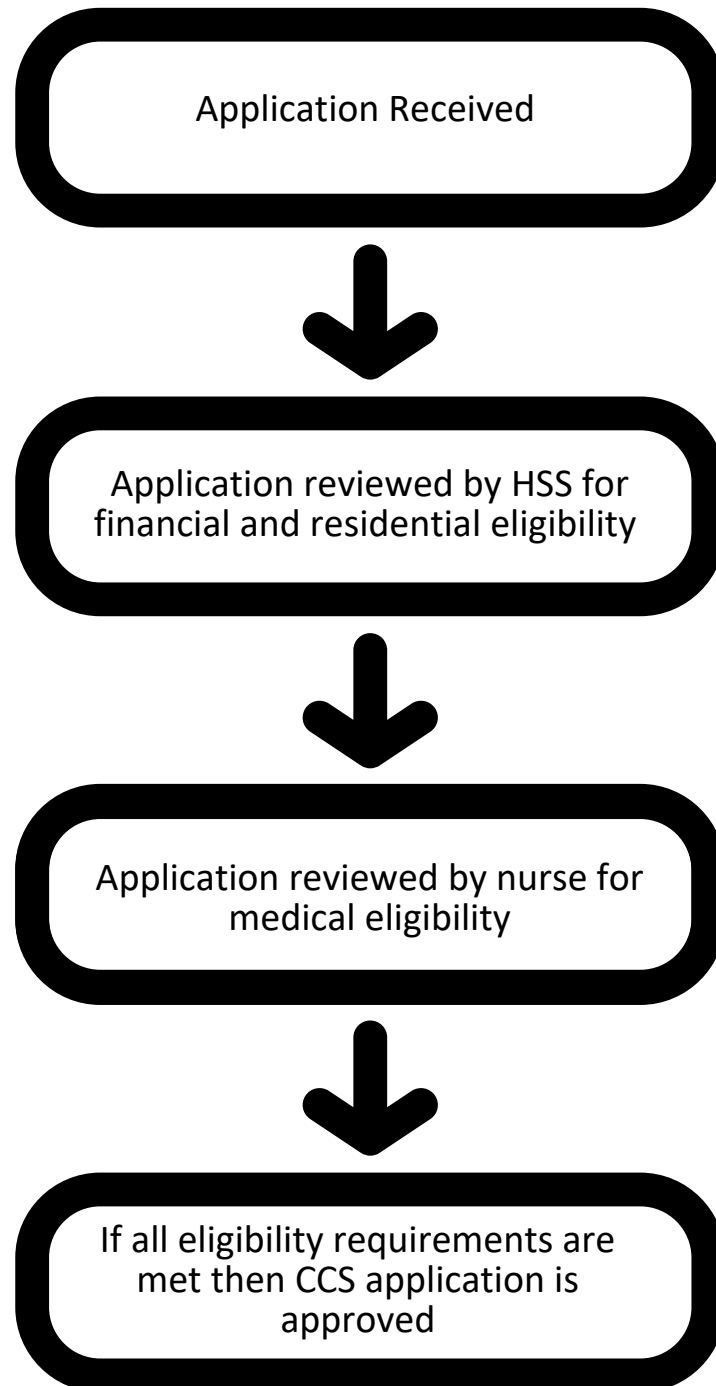 Application Received
Application reviewed by HSS for
financial and residential eligibility
Application reviewed by nurse for
medical eligibility
If all eligibility requirements are
met then CCS application is
approved